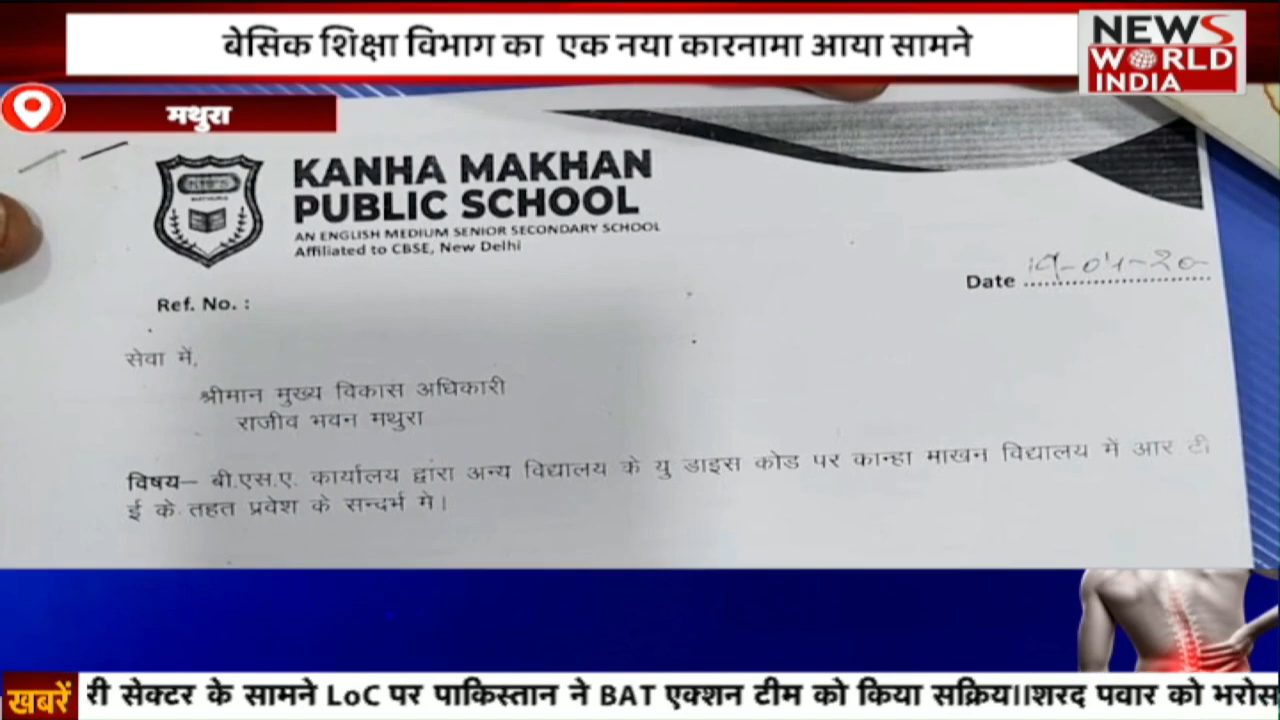 बेसिक शिक्षा विभाग का एक नया कारनामा आया सामने
NEWS
WORLD
INDIA
मथुरा
KANHA MAKHAN
PUBLIC SCHOOL
AN ENGLISH MEDIUM SENIOR SECONDARY SCHOOL
Affiliated to CBSE, New Delhi
Date 19-04-20
Ref. No. :
सेवा में,
श्रीमान मुख्य विकास अधिकारी
राजीव भवन मथुरा
विषय– बी.एस.ए. कार्यालय द्वारा अन्य विद्यालय के यु डाइस कोड पर कान्हा माखन विद्यालय में आर टी
ई के तहत प्रवेश के सन्दर्भ मे।
खबरें
री सेक्टर के सामने LoC पर पाकिस्तान ने BAT एक्शन टीम को किया सक्रिय।।शरद पवार को भरोस